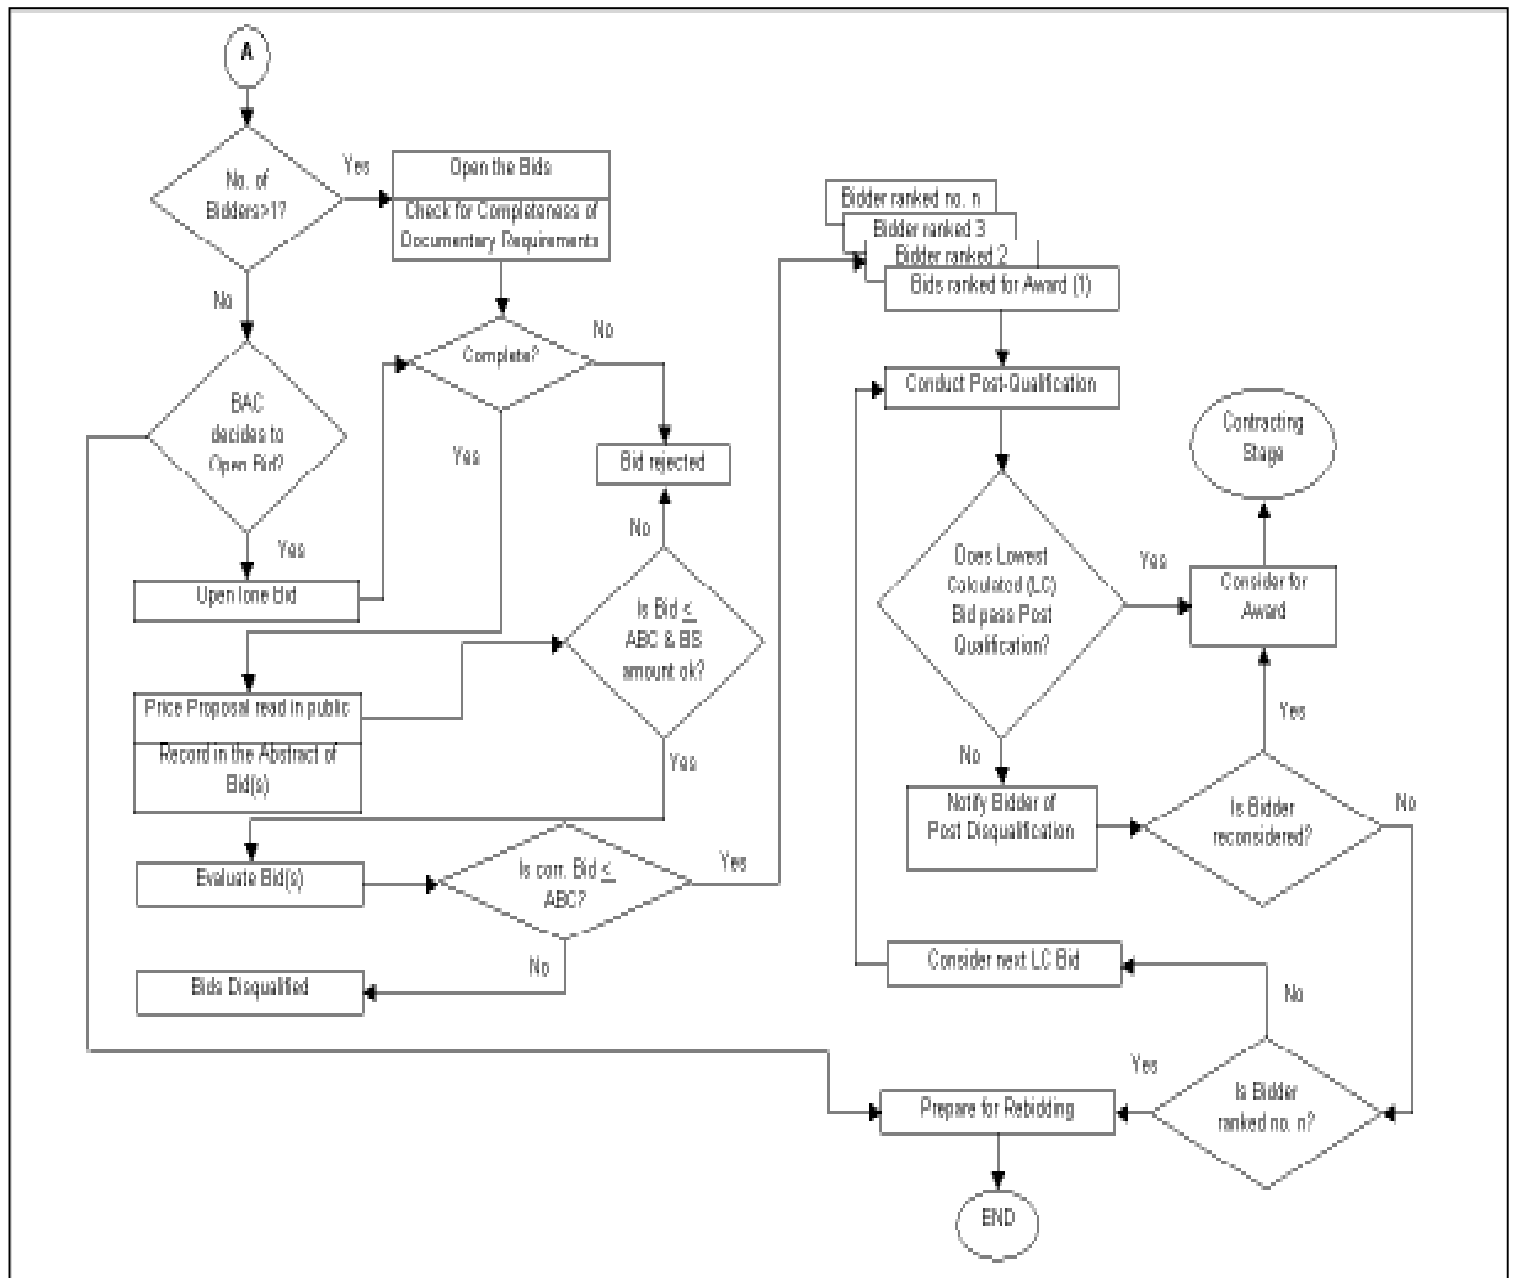 A
No. of
Bidders>1?
Yes
Open the Bids
Check for Completeness of
Documentary Requirements
No
Complete?
No
Yes
BAC
decides to
Open Bid?
Yes
Open lone Bid
Bid rejected
No
Is Bid ≤
ABC & BS
amount ok?
Yes
Price Proposal read in public
Record in the Abstract of
Bid(s)
Evaluate Bid(s)
Is corr. Bid ≤
ABC?
Yes
No
Bids Disqualified
Bidder ranked no. n
Bidder ranked 3
Bidder ranked 2
Bids ranked for Award (1)
Conduct Post-Qualification
Does Lowest
Calculated (LC)
Bid pass Post
Qualification?
Yes
Contracting
Stage
Consider for
Award
Yes
No
Notify Bidder of
Post Disqualification
Is Bidder
reconsidered?
No
Consider next LC Bid
No
Yes
Is Bidder
ranked no. n?
Prepare for Rebidding
END